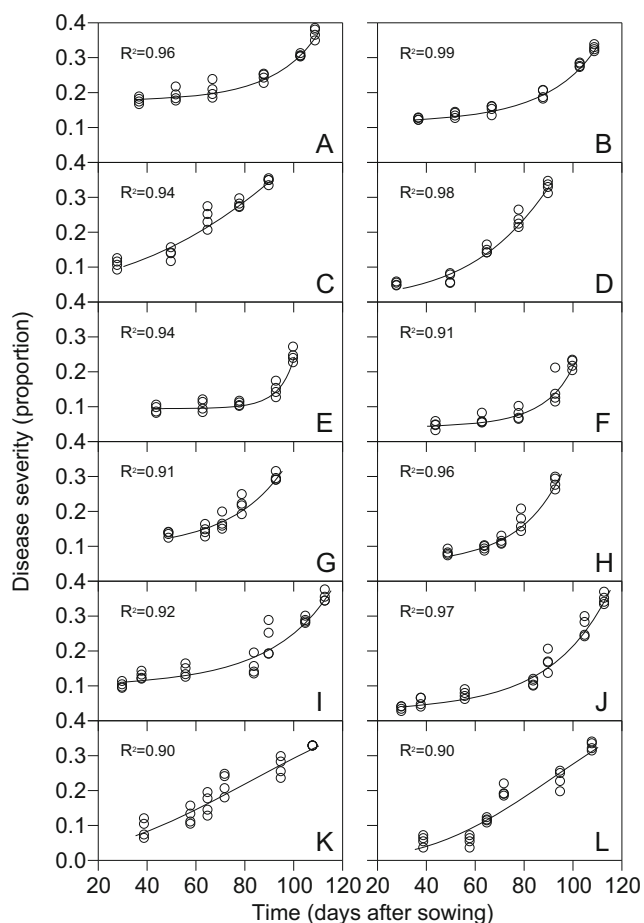 0.4
0.3
0.2
0.1
R²=0.96
A
R²=0.99
B
0.4
0.3
0.2
0.1
R²=0.94
C
R²=0.98
D
0.4
0.3
0.2
0.1
R²=0.94
E
R²=0.91
F
0.4
0.3
0.2
0.1
R²=0.91
G
R²=0.96
H
0.4
0.3
0.2
0.1
R²=0.92
I
R²=0.97
J
0.4
0.3
0.2
0.1
0.0
R²=0.90
K
R²=0.90
L
20 40 60 80 100 120 20 40 60 80 100 120
Disease severity (proportion)
Time (days after sowing)